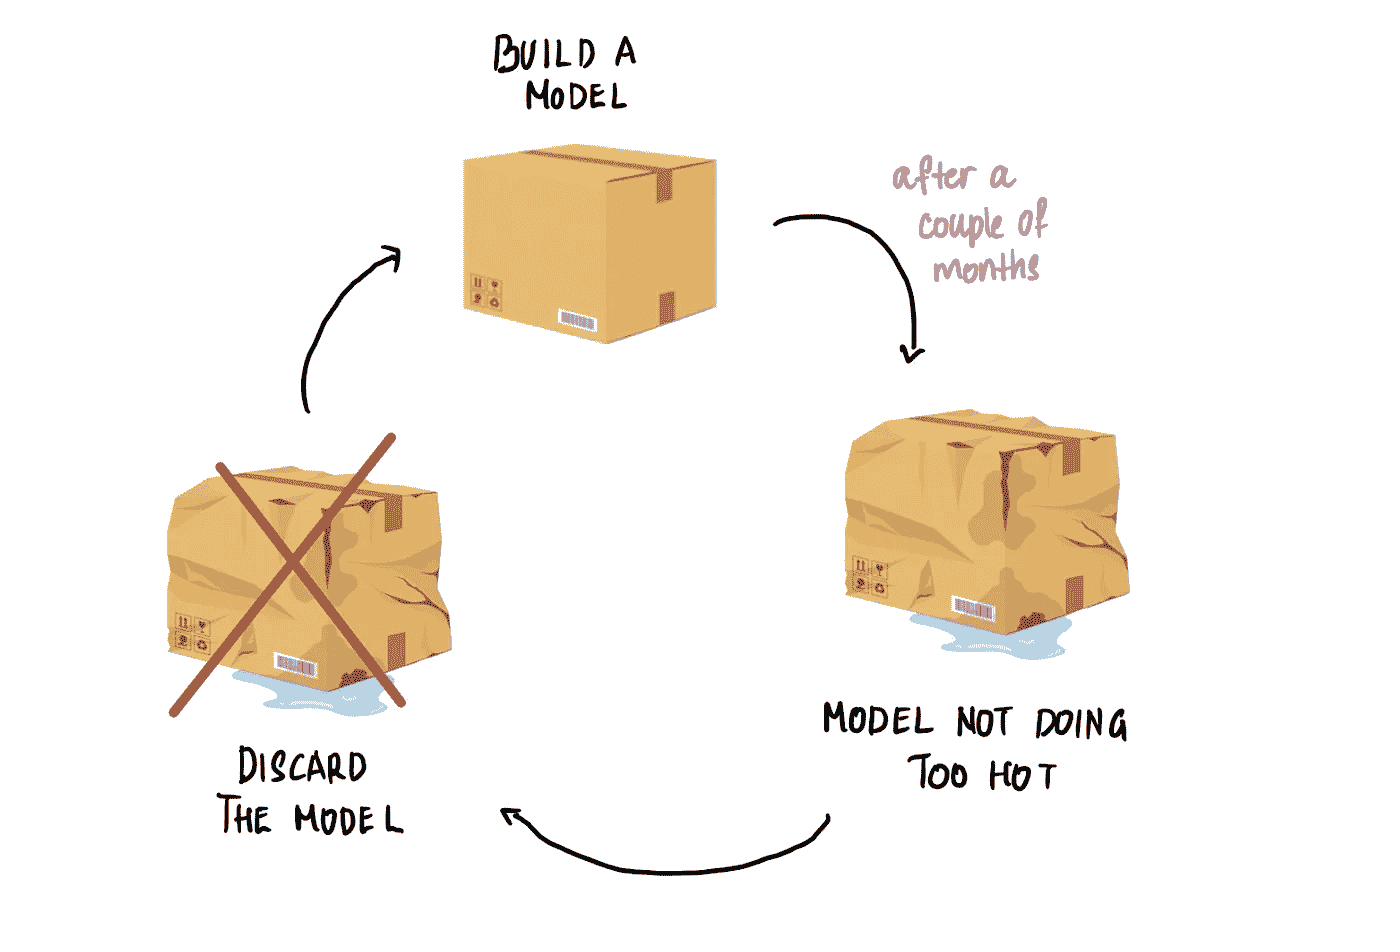 BUILD A
MODEL
after a
couple of
months
MODEL NOT DOING
TOO HOT
DISCARD
THE MODEL